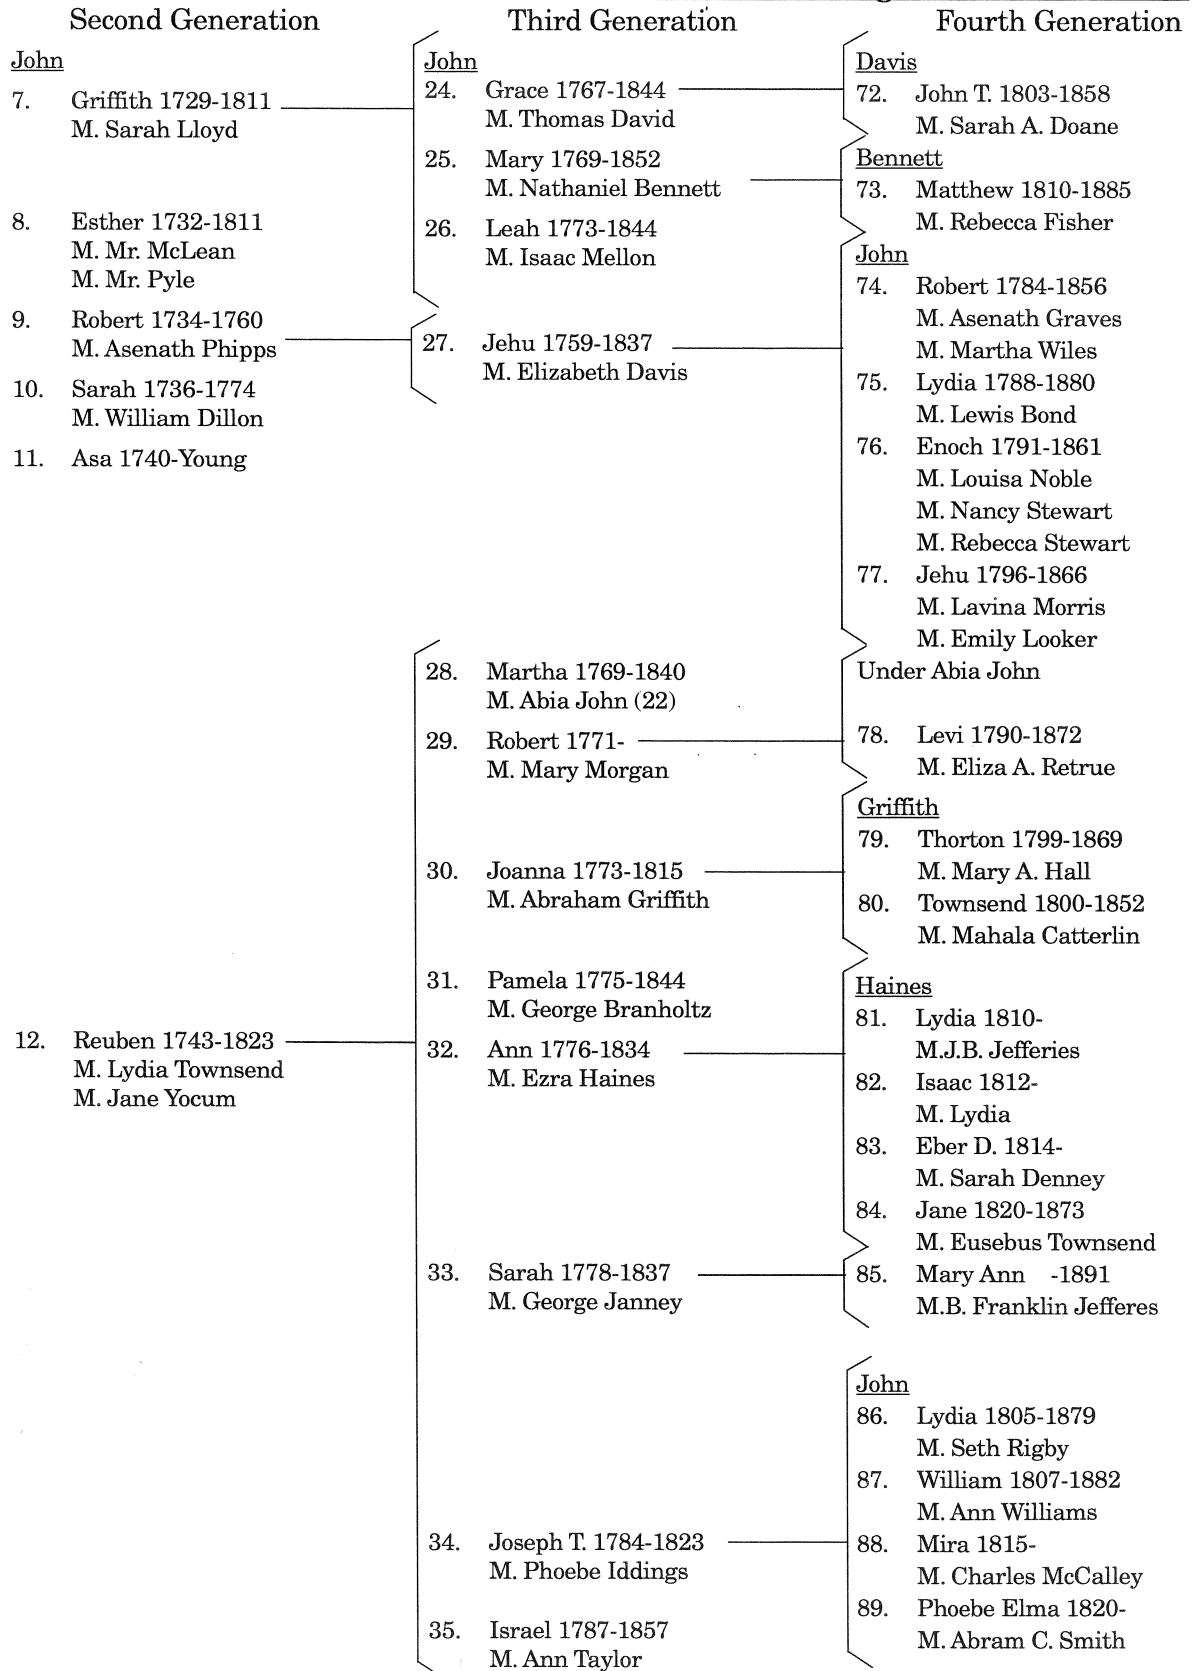 Second Generation
John
7. Griffith 1729-1811
M. Sarah Lloyd
8. Esther 1732-1811
M. Mr. McLean
M. Mr. Pyle
9. Robert 1734-1760
M. Asenath Phipps
10. Sarah 1736-1774
M. William Dillon
11. Asa 1740-Young
12. Reuben 1743-1823
M. Lydia Townsend
M. Jane Yocum
Third Generation
John
24. Grace 1767-1844
M. Thomas David
25. Mary 1769-1852
M. Nathaniel Bennett
26. Leah 1773-1844
M. Isaac Mellon
27. Jehu 1759-1837
M. Elizabeth Davis
28. Martha 1769-1840
M. Abia John (22)
29. Robert 1771-
M. Mary Morgan
30. Joanna 1773-1815
M. Abraham Griffith
31. Pamela 1775-1844
M. George Branholtz
32. Ann 1776-1834
M. Ezra Haines
33. Sarah 1778-1837
M. George Janney
34. Joseph T. 1784-1823
M. Phoebe Iddings
35. Israel 1787-1857
M. Ann Taylor
Fourth Generation
Davis
72. John T. 1803-1858
M. Sarah A. Doane
Bennett
73. Matthew 1810-1885
M. Rebecca Fisher
John
74. Robert 1784-1856
M. Asenath Graves
M. Martha Wiles
75. Lydia 1788-1880
M. Lewis Bond
76. Enoch 1791-1861
M. Louisa Noble
M. Nancy Stewart
M. Rebecca Stewart
77. Jehu 1796-1866
M. Lavina Morris
M. Emily Looker
Under Abia John
78. Levi 1790-1872
M. Eliza A. Retrue
Griffith
79. Thorton 1799-1869
M. Mary A. Hall
80. Townsend 1800-1852
M. Mahala Catterlin
Haines
81. Lydia 1810-
M.J.B. Jefferies
82. Isaac 1812-
M. Lydia
83. Eber D. 1814-
M. Sarah Denney
84. Jane 1820-1873
M. Eusebus Townsend
85. Mary Ann -1891
M.B. Franklin Jefferes
John
86. Lydia 1805-1879
M. Seth Rigby
87. William 1807-1882
M. Ann Williams
88. Mira 1815-
M. Charles McCalley
89. Phoebe Elma 1820-
M. Abram C. Smith